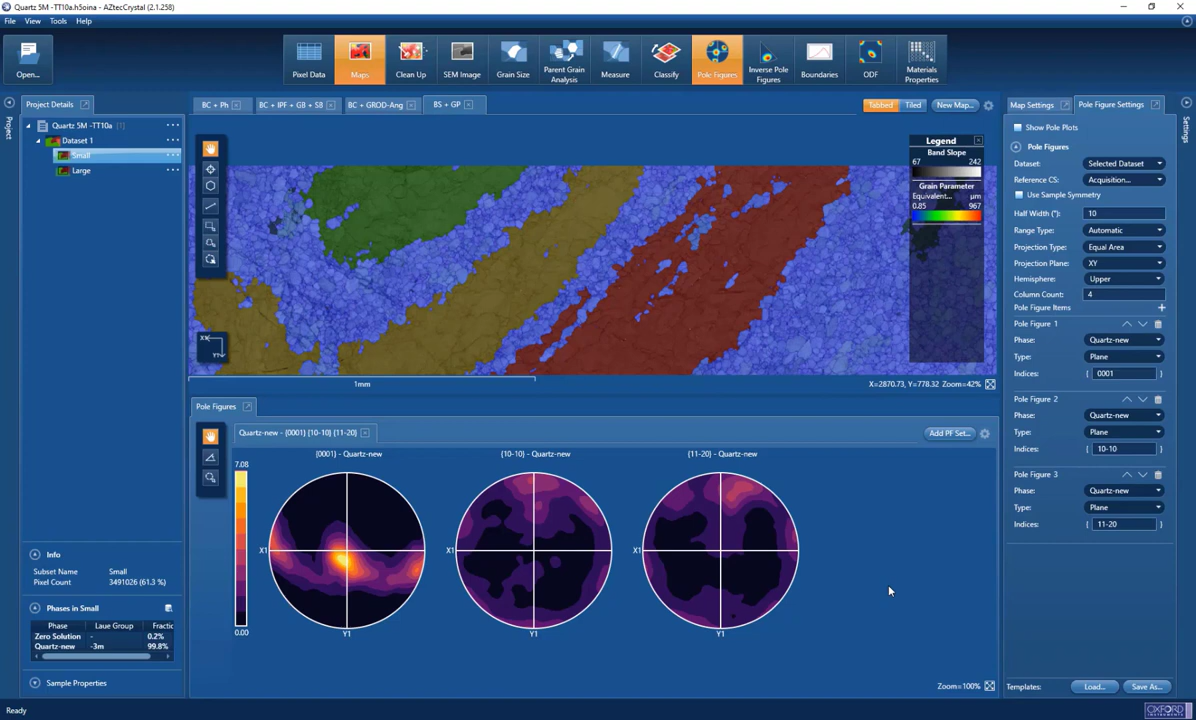 Quartz 5M -TT10a.h5oina - AZtecCrystal (2.1.258)
File View Tools Help
Open...
Pixel Data
Maps
Clean Up
SEM Image
Grain Size
Parent Grain
Analysis
Measure
Classify
Pole Figures
Inverse Pole
Figures
Boundaries
ODF
Materials
Properties
Project
Project Details
Quartz 5M -TT10a [1]
Dataset 1
Small
Large
BC + Ph
BC + IPF + GB + SB
BC + GROD-Ang
BS + GP
Tabbed Tiled
New Map...
Legend
Band Slope
67 242
Grain Parameter
Equivalent... µm
0.85 967
1mm
X=2870.73, Y=778.32 Zoom=42%
Pole Figures
Quartz-new - {0001} {10-10} {11-20}
Add PF Set...
7.08
0.00
{0001} - Quartz-new
{10-10} - Quartz-new
{11-20} - Quartz-new
X1 X1 X1
Y1 Y1 Y1
Zoom=100%
Info
Subset Name Small
Pixel Count 3491026 (61.3 %)
Phases in Small
Phase Laue Group Fractic
Zero Solution - 0.2%
Quartz-new -3m 99.8%
Sample Properties
Map Settings
Pole Figure Settings
Settings
Show Pole Plots
Pole Figures
Dataset: Selected Dataset
Reference CS: Acquisition...
Use Sample Symmetry
Half Width (°): 10
Range Type: Automatic
Projection Type: Equal Area
Projection Plane: XY
Hemisphere: Upper
Column Count: 4
Pole Figure Items +
Pole Figure 1
Phase: Quartz-new
Type: Plane
Indices: { 0001 }
Pole Figure 2
Phase: Quartz-new
Type: Plane
Indices: { 10-10 }
Pole Figure 3
Phase: Quartz-new
Type: Plane
Indices: { 11-20 }
Templates: Load... Save As...
Ready
OXFORD
INSTRUMENTS